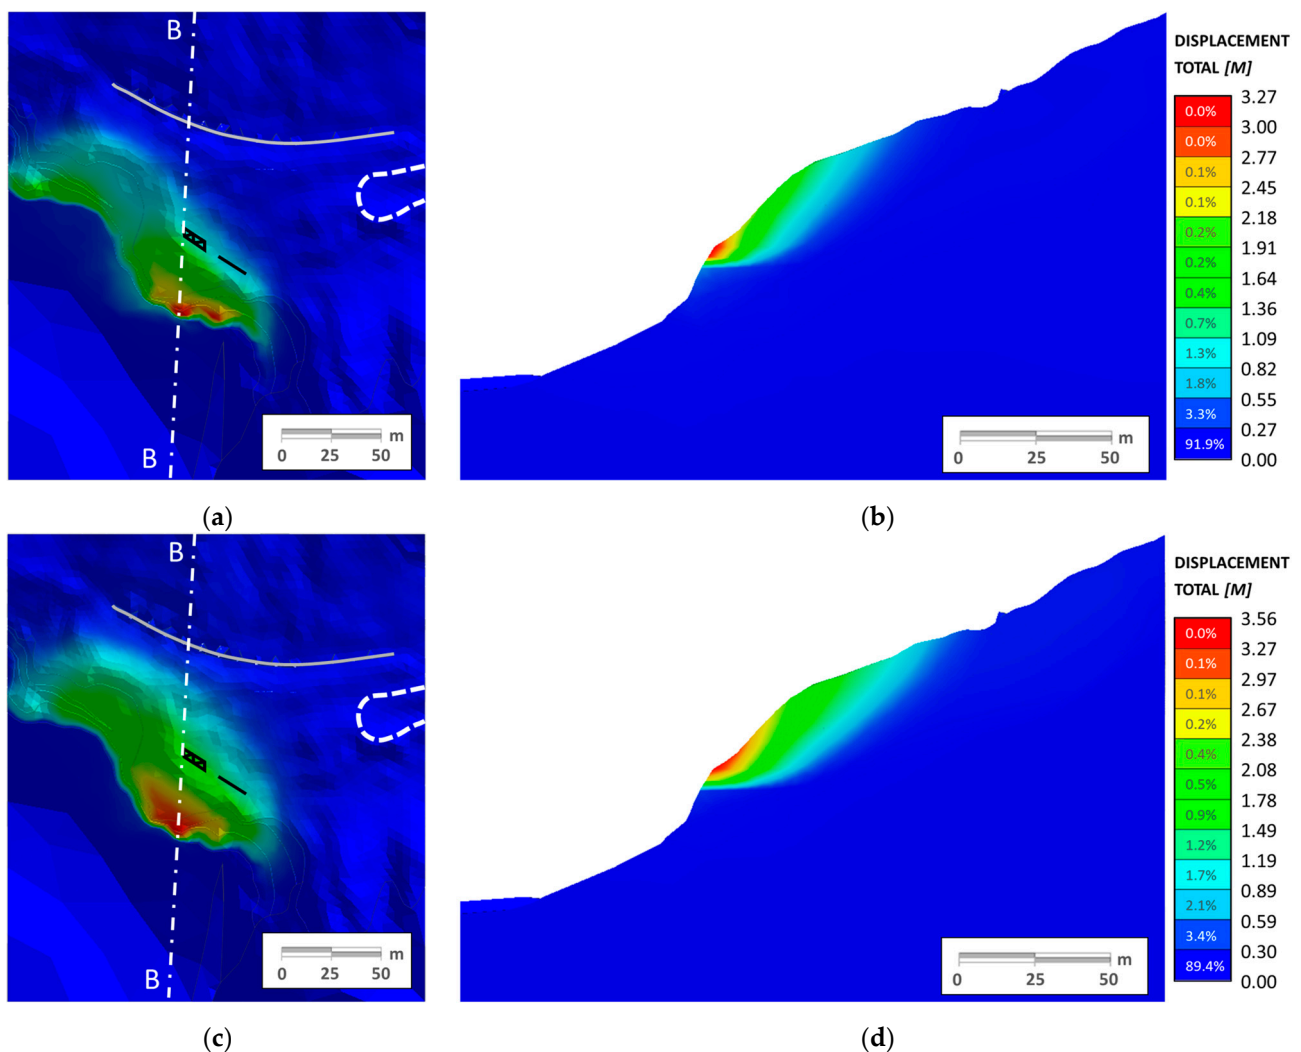 B
B
m
0 25 50
m
0 25 50
DISPLACEMENT
TOTAL [M]
3.27
0.0%
3.00
0.0%
2.77
0.1%
2.45
0.1%
2.18
0.2%
1.91
0.2%
1.64
0.4%
1.36
0.7%
1.09
1.3%
0.82
1.8%
0.55
3.3%
0.27
91.9%
0.00
(a)
(b)
B
B
m
0 25 50
m
0 25 50
DISPLACEMENT
TOTAL [M]
3.56
0.0%
3.27
0.1%
2.97
0.1%
2.67
0.2%
2.38
0.4%
2.08
0.5%
1.78
0.9%
1.49
1.2%
1.19
1.7%
0.89
2.1%
0.59
3.4%
0.30
89.4%
0.00
(c)
(d)